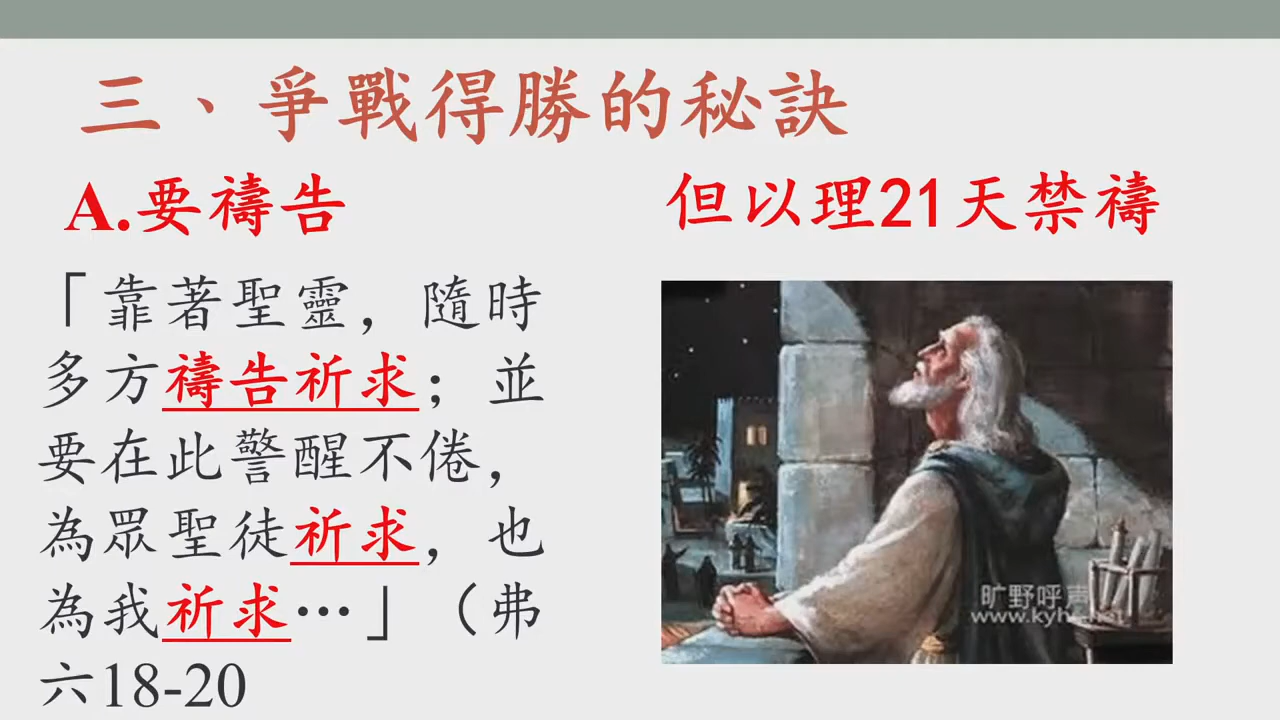 三、爭戰得勝的秘訣
A.要禱告
「靠著聖靈，隨時
多方禱告祈求；並
要在此警醒不倦，
為眾聖徒祈求，也
為我祈求…」（弗
六18-20
但以理21天禁禱
旷野呼声